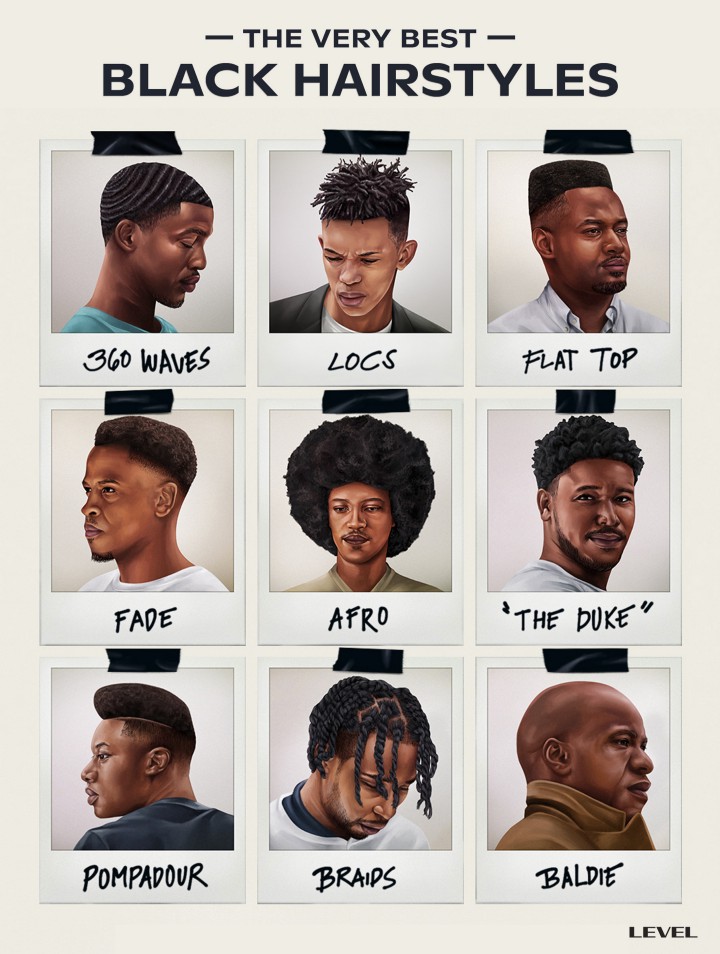 — THE VERY BEST —
BLACK HAIRSTYLES
360 WAVES
LOCS
FLAT TOP
FADE
AFRO
"THE DUKE"
POMPADOUR
BRAIDS
BALDIE
LEVEL